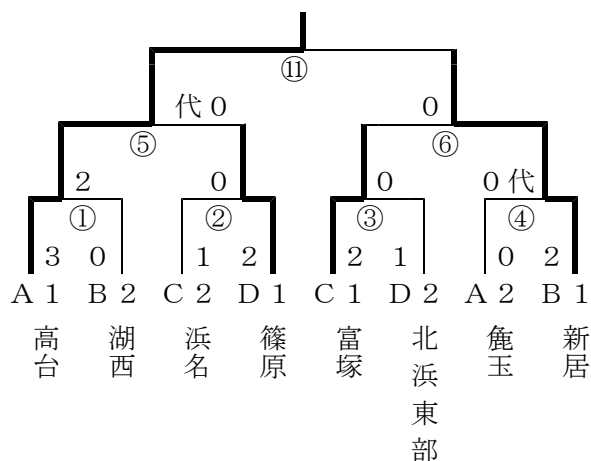 ⑪
代 0 0
⑤ ⑥
2 0 0 0 代
① ② ③ ④
3 0 1 2 2 1 0 2
A 1 B 2 C 2 D 1 C 1 D 2 A 2 B 1
高台 湖西 浜名 篠原 富塚 北浜東部 麁玉 新居